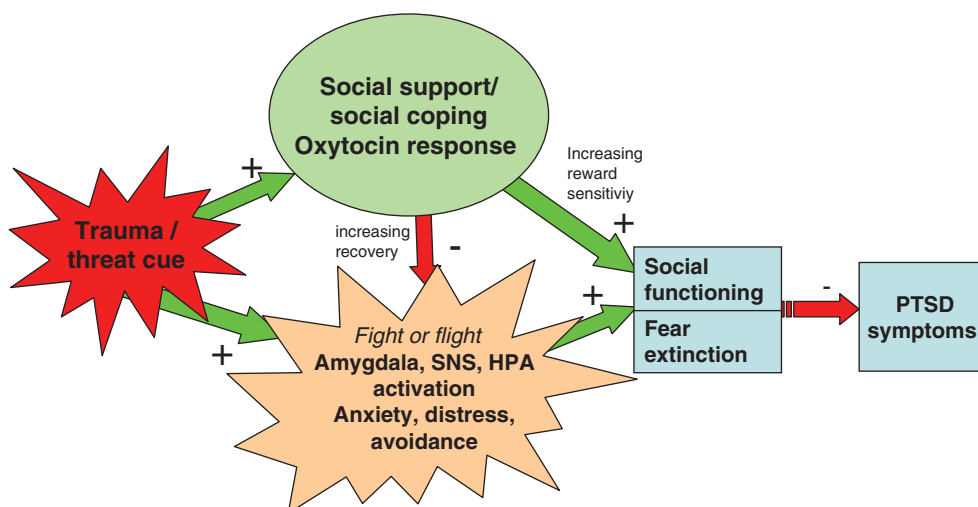 Social support/
social coping
Oxytocin response
+
Increasing
reward
sensitiviy
+
Trauma /
threat cue
increasing
recovery
-
+
Fight or flight
Amygdala, SNS, HPA
activation
Anxiety, distress,
avoidance
+
Social
functioning
Fear
extinction
-
PTSD
symptoms